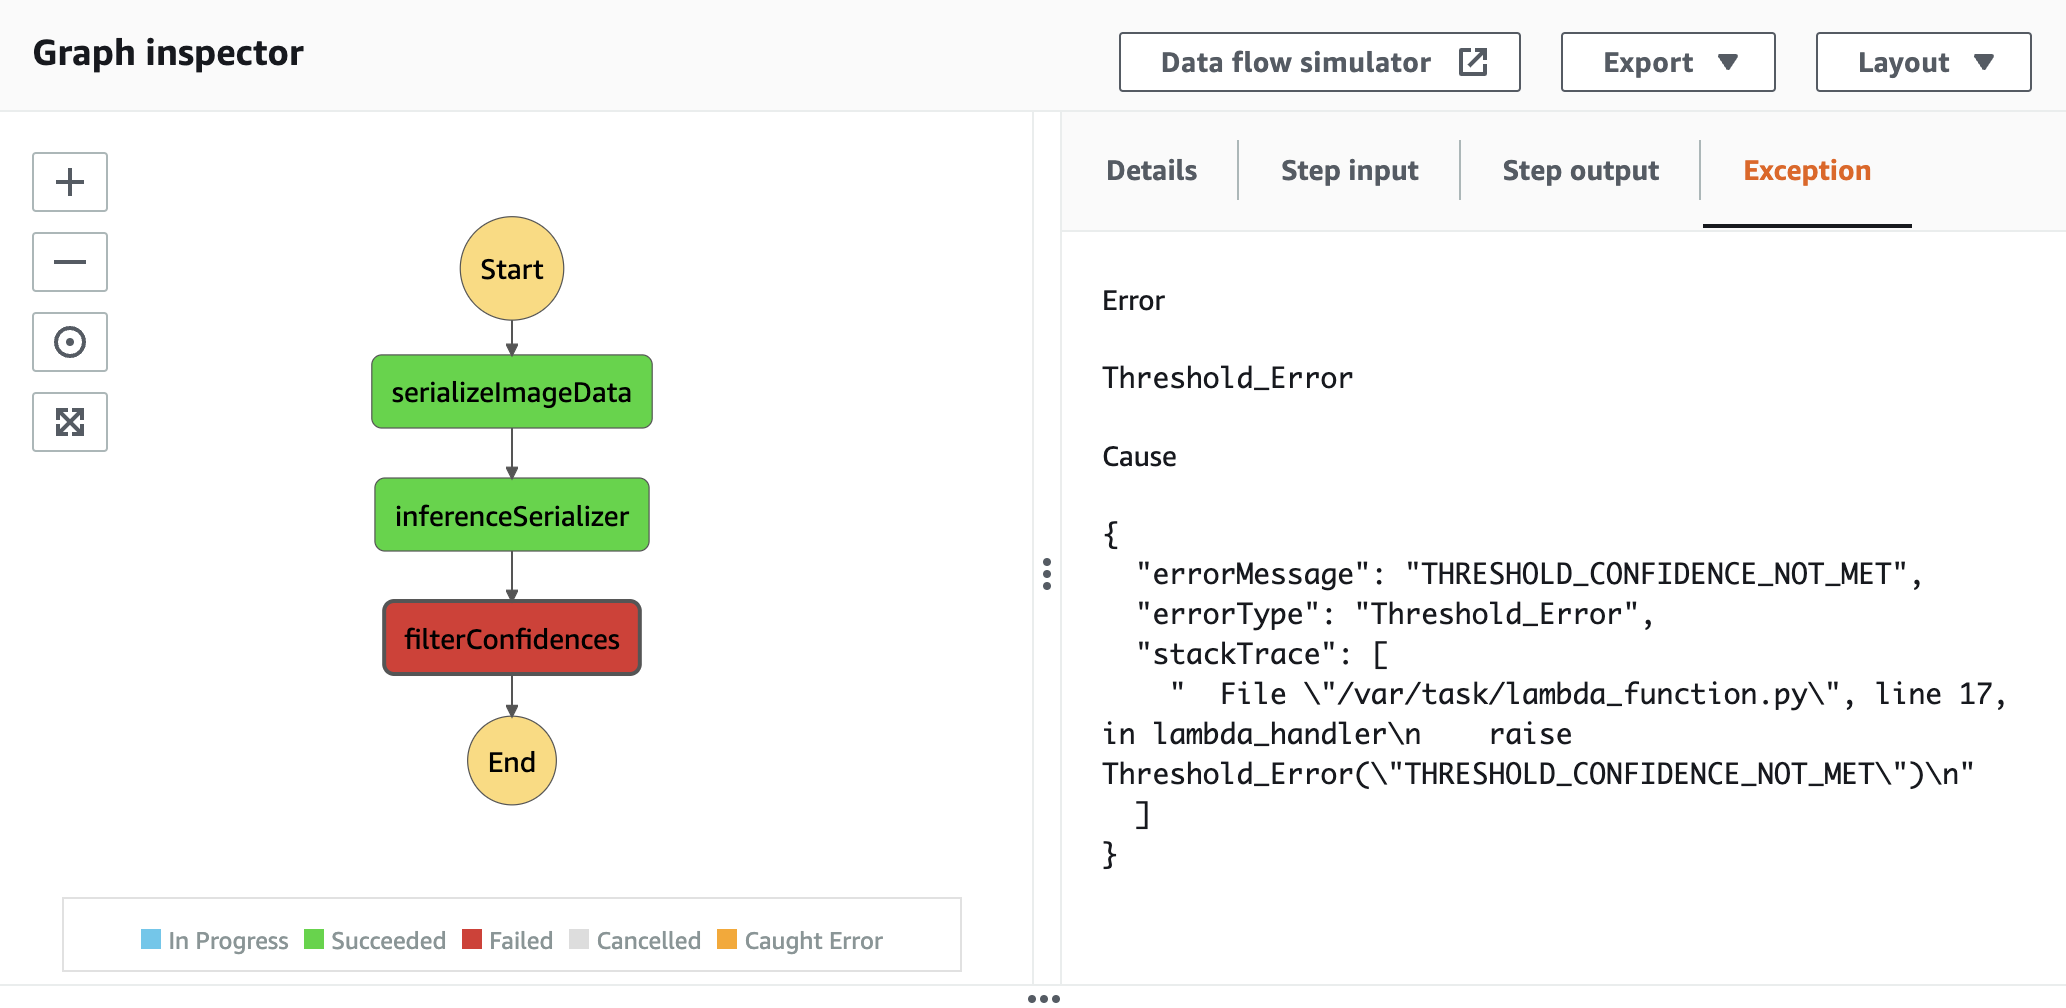 Graph inspector
Data flow simulator
Export
Layout
Start
serializeImageData
inferenceSerializer
filterConfidences
End
In Progress
Succeeded
Failed
Cancelled
Caught Error
Details
Step input
Step output
Exception
Error
Threshold_Error
Cause
{
  "errorMessage": "THRESHOLD_CONFIDENCE_NOT_MET",
  "errorType": "Threshold_Error",
  "stackTrace": [
    "  File \"/var/task/lambda_function.py\", line 17,
in lambda_handler\n    raise
Threshold_Error(\"THRESHOLD_CONFIDENCE_NOT_MET\")\n"
  ]
}